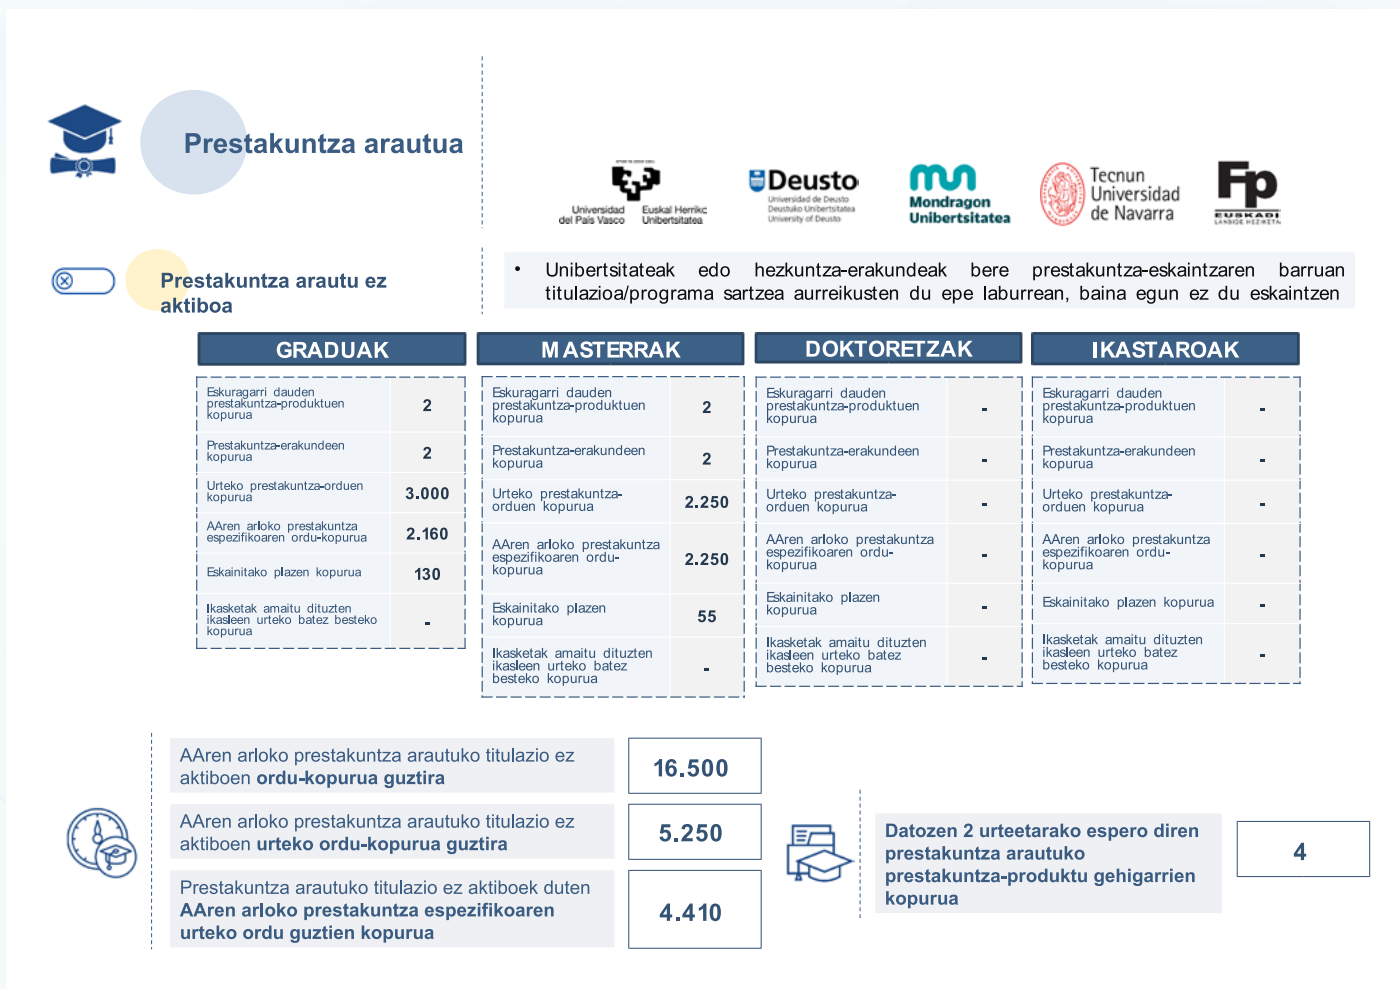 Prestakuntza arautua
Universidad del País Vasco
Euskal Herriko Unibertsitatea
Deusto
Universidad de Deusto
Deustuko Unibertsitatea
University of Deusto
Mondragon
Unibertsitatea
Tecnun
Universidad
de Navarra
Fp
EUSKADI
LANBIDE HEZIKETA
Prestakuntza arautu ez
aktiboa
• Unibertsitateak edo hezkuntza-erakundeak bere prestakuntza-eskaintzaren barruan
titulazioa/programa sartzea aurreikusten du epe laburrean, baina egun ez du eskaintzen
GRADUAK
Eskuragarri dauden
prestakuntza-produktuen
kopurua
2
Prestakuntza-erakundeen
kopurua
2
Urteko prestakuntza-orduen
kopurua
3.000
AAren arloko prestakuntza
espezifikoaren ordu-kopurua
2.160
Eskainitako plazen kopurua
130
Ikasketak amaitu dituzten
ikasleen urteko batez besteko
kopurua
-
MASTERRAK
Eskuragarri dauden
prestakuntza-produktuen
kopurua
2
Prestakuntza-erakundeen
kopurua
2
Urteko prestakuntza-
orduen kopurua
2.250
AAren arloko prestakuntza
espezifikoaren ordu-
kopurua
2.250
Eskainitako plazen
kopurua
55
Ikasketak amaitu dituzten
ikasleen urteko batez
besteko kopurua
-
DOKTORETZAK
Eskuragarri dauden
prestakuntza-produktuen
kopurua
-
Prestakuntza-erakundeen
kopurua
-
Urteko prestakuntza-
orduen kopurua
-
AAren arloko prestakuntza
espezifikoaren ordu-
kopurua
-
Eskainitako plazen
kopurua
-
Ikasketak amaitu dituzten
ikasleen urteko batez
besteko kopurua
-
IKASTAROAK
Eskuragarri dauden
prestakuntza-produktuen
kopurua
-
Prestakuntza-erakundeen
kopurua
-
Urteko prestakuntza-
orduen kopurua
-
AAren arloko prestakuntza
espezifikoaren ordu-
kopurua
-
Eskainitako plazen kopurua
-
Ikasketak amaitu dituzten
ikasleen urteko batez
besteko kopurua
-
AAren arloko prestakuntza arautuko titulazio ez
aktiboen ordu-kopurua guztira
16.500
AAren arloko prestakuntza arautuko titulazio ez
aktiboen urteko ordu-kopurua guztira
5.250
Prestakuntza arautuko titulazio ez aktiboek duten
AAren arloko prestakuntza espezifikoaren
urteko ordu guztien kopurua
4.410
Datozen 2 urteetarako espero diren
prestakuntza arautuko
prestakuntza-produktu gehigarrien
kopurua
4